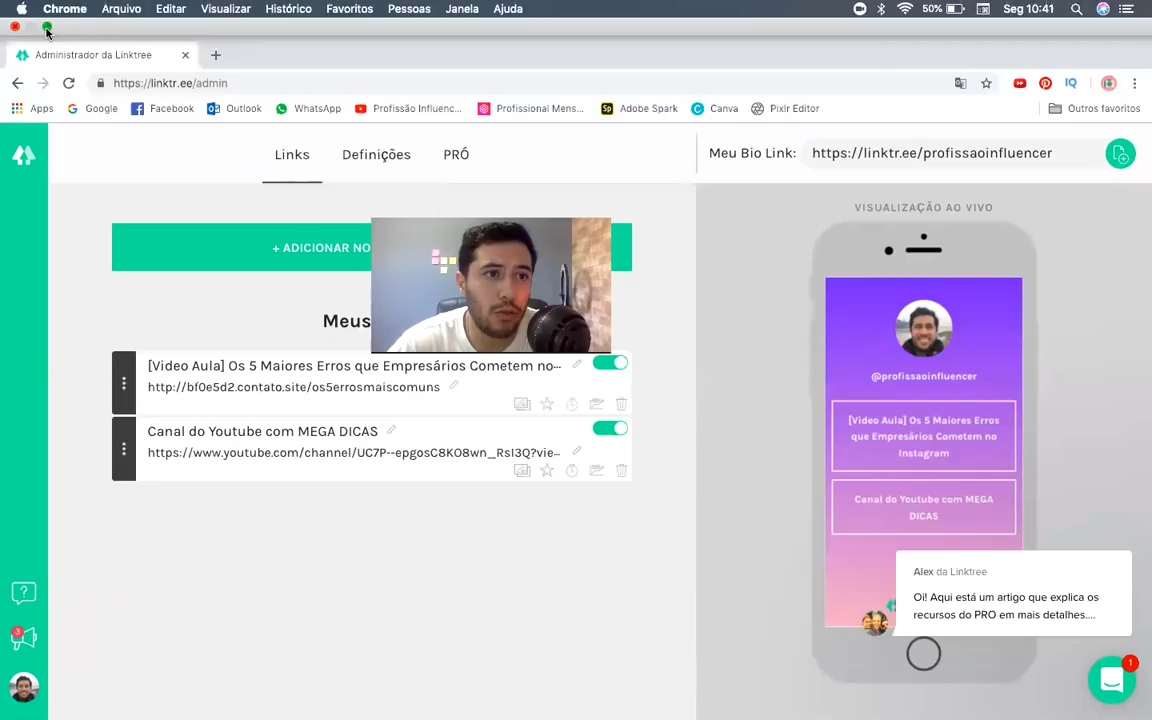 Chrome Arquivo Editar Visualizar Histórico Favoritos Pessoas Janela Ajuda 50% Seg 10:41
Administrador da Linktree
https://linktr.ee/admin
Apps Google Facebook Outlook WhatsApp Profissão Influenc... Profissional Mens... Adobe Spark Canva Pixlr Editor Outros favoritos
Links Definições PRÓ
Meu Bio Link: https://linktr.ee/profissaoinfluencer
+ ADICIONAR NO
Meus
[Video Aula] Os 5 Maiores Erros que Empresários Cometem no...
http://bf0e5d2.contato.site/os5errosmaiscomuns
Canal do Youtube com MEGA DICAS
https://www.youtube.com/channel/UC7P--epgosC8KO8wn_RsI3Q?vie...
3
VISUALIZAÇÃO AO VIVO
@profissaoinfluencer
[Video Aula] Os 5 Maiores Erros
que Empresários Cometem no
Instagram
Canal do Youtube com MEGA
DICAS
Alex da Linktree
Oi! Aqui está um artigo que explica os
recursos do PRO em mais detalhes....
1